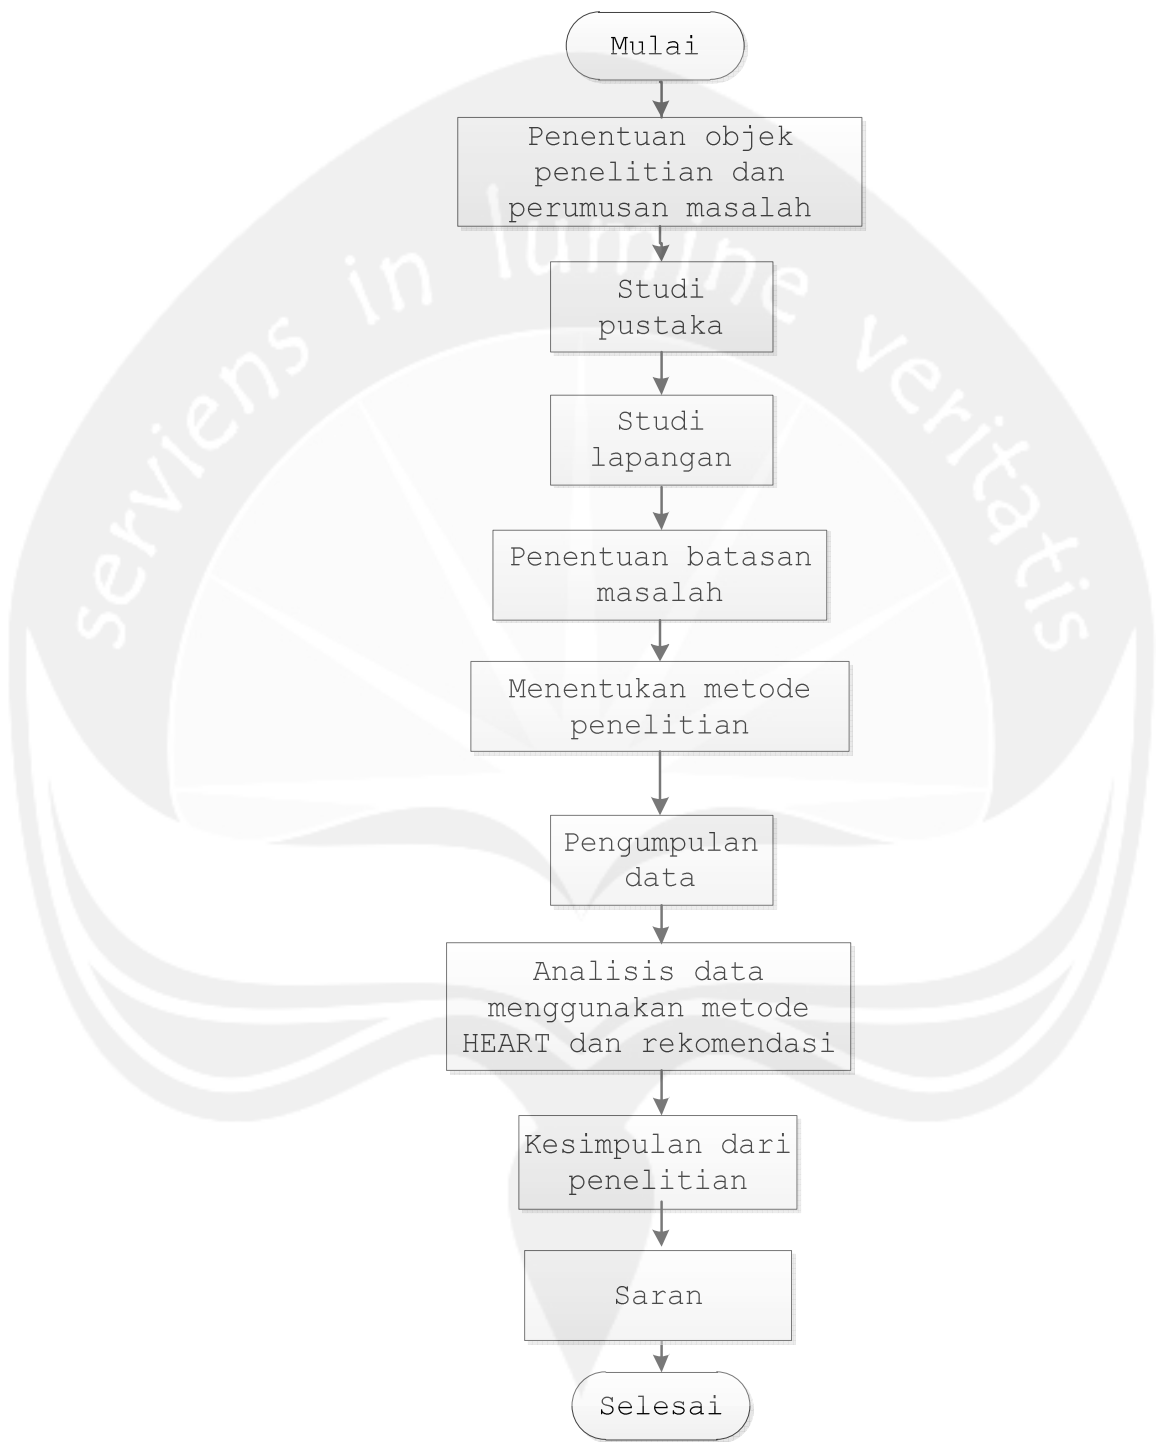 Mulai
Penentuan objek
penelitian dan
perumusan masalah
Studi
pustaka
Studi
lapangan
Penentuan batasan
masalah
Menentukan metode
penelitian
Pengumpulan
data
Analisis data
menggunakan metode
HEART dan rekomendasi
Kesimpulan dari
penelitian
Saran
Selesai
serviens in lumine veritatis